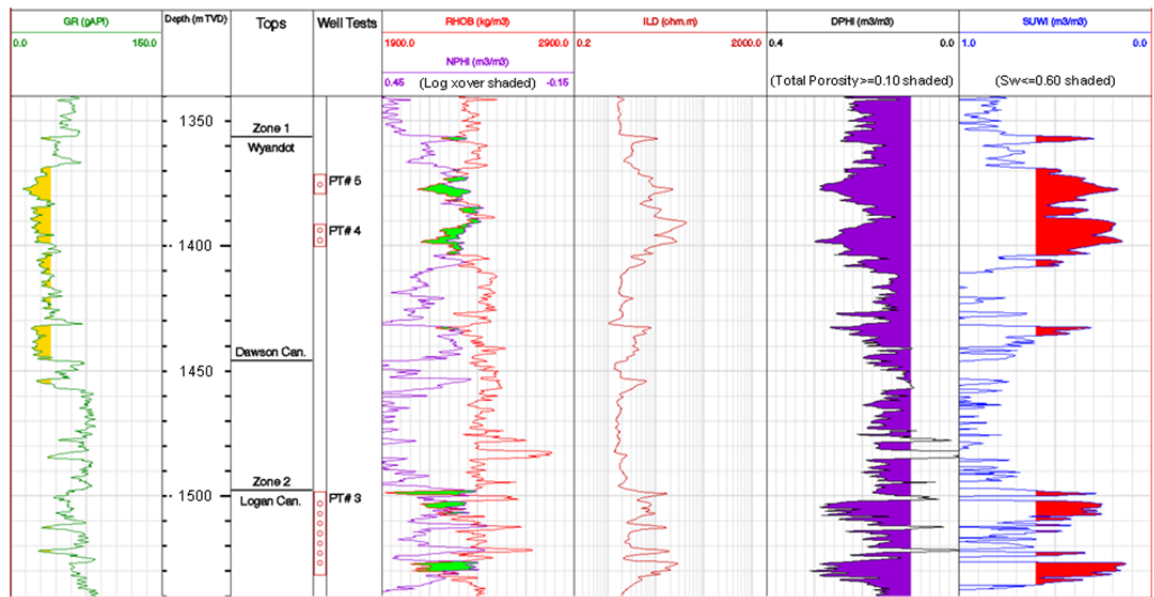 GR (gAPI) Depth (m TVD) Tops Well Tests RHOB (kg/m3) ILD (ohm.m) DPHI (m3/m3) SUWI (m3/m3)
0.0 150.0 1900.0 2900.0 0.2 2000.0 0.4 0.0 1.0 0.0
NPHI (m3/m3)
0.45 (Log xover shaded) -0.15 (Total Porosity>=0.10 shaded) (Sw<=0.60 shaded)
1350
Zone 1
Wyandot
PT# 5
PT# 4
1400
Dawson Can.
1450
Zone 2
1500
Logan Can.
PT# 3